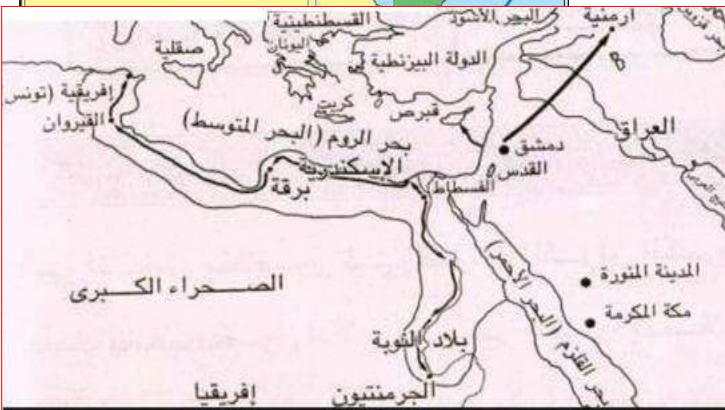 القسطنطينية
البحر الأسود
أرمنية
صقلية
اليونان
الدولة البيزنطية
B
إفريقية (تونس)
كريت
قبرص
القيروان
بحر الروم (البحر المتوسط)
العراق
دمشق
القدس
الإسكندرية
برقة
الفسطاط
المدينة المنورة
الصحراء الكبرى
مكة المكرمة
بحر القلزم (البحر الأحمر)
بلاد النوبة
الجرمنتيون
إفريقيا